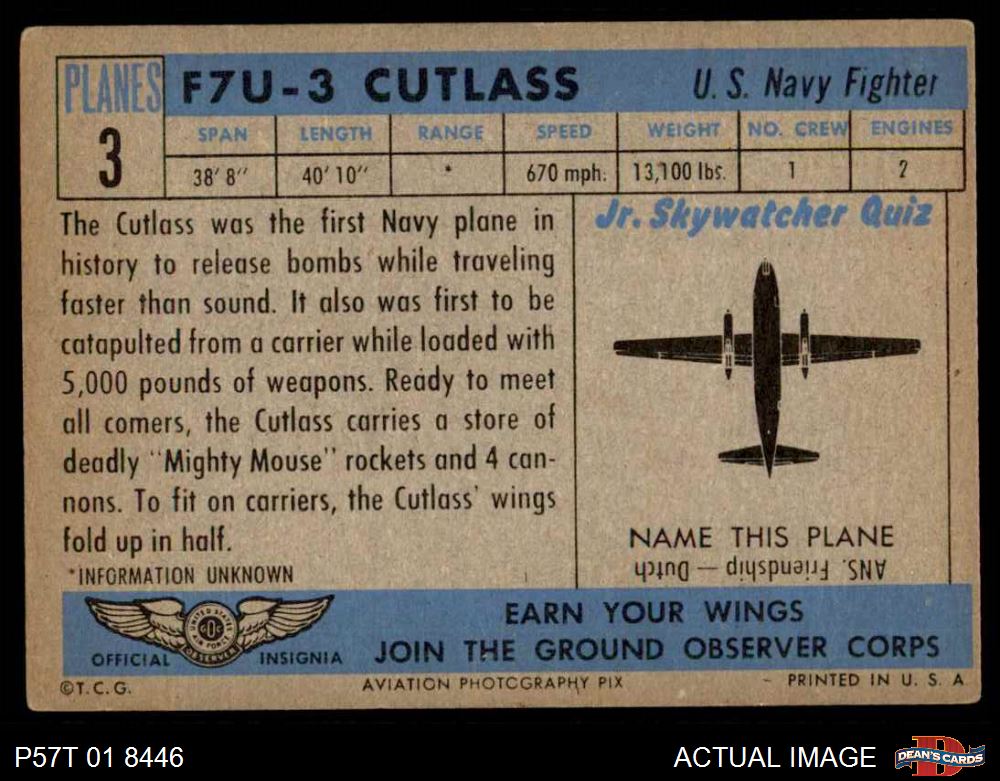 PLANES
3
F7U-3 CUTLASS U. S. Navy Fighter
SPAN LENGTH RANGE SPEED WEIGHT NO. CREW ENGINES
38' 8" 40' 10" * 670 mph. 13,100 lbs. 1 2
The Cutlass was the first Navy plane in
history to release bombs while traveling
faster than sound. It also was first to be
catapulted from a carrier while loaded with
5,000 pounds of weapons. Ready to meet
all comers, the Cutlass carries a store of
deadly "Mighty Mouse" rockets and 4 can-
nons. To fit on carriers, the Cutlass' wings
fold up in half.
*INFORMATION UNKNOWN
Jr. Skywatcher Quiz
NAME THIS PLANE
ANS. Friendship — Dutch
OFFICIAL INSIGNIA
UNITED STATES
AIR FORCE
GOC
OBSERVER
EARN YOUR WINGS
JOIN THE GROUND OBSERVER CORPS
©T.C.G. AVIATION PHOTOGRAPHY PIX PRINTED IN U. S. A
P57T 01 8446 ACTUAL IMAGE DEAN'S CARDS